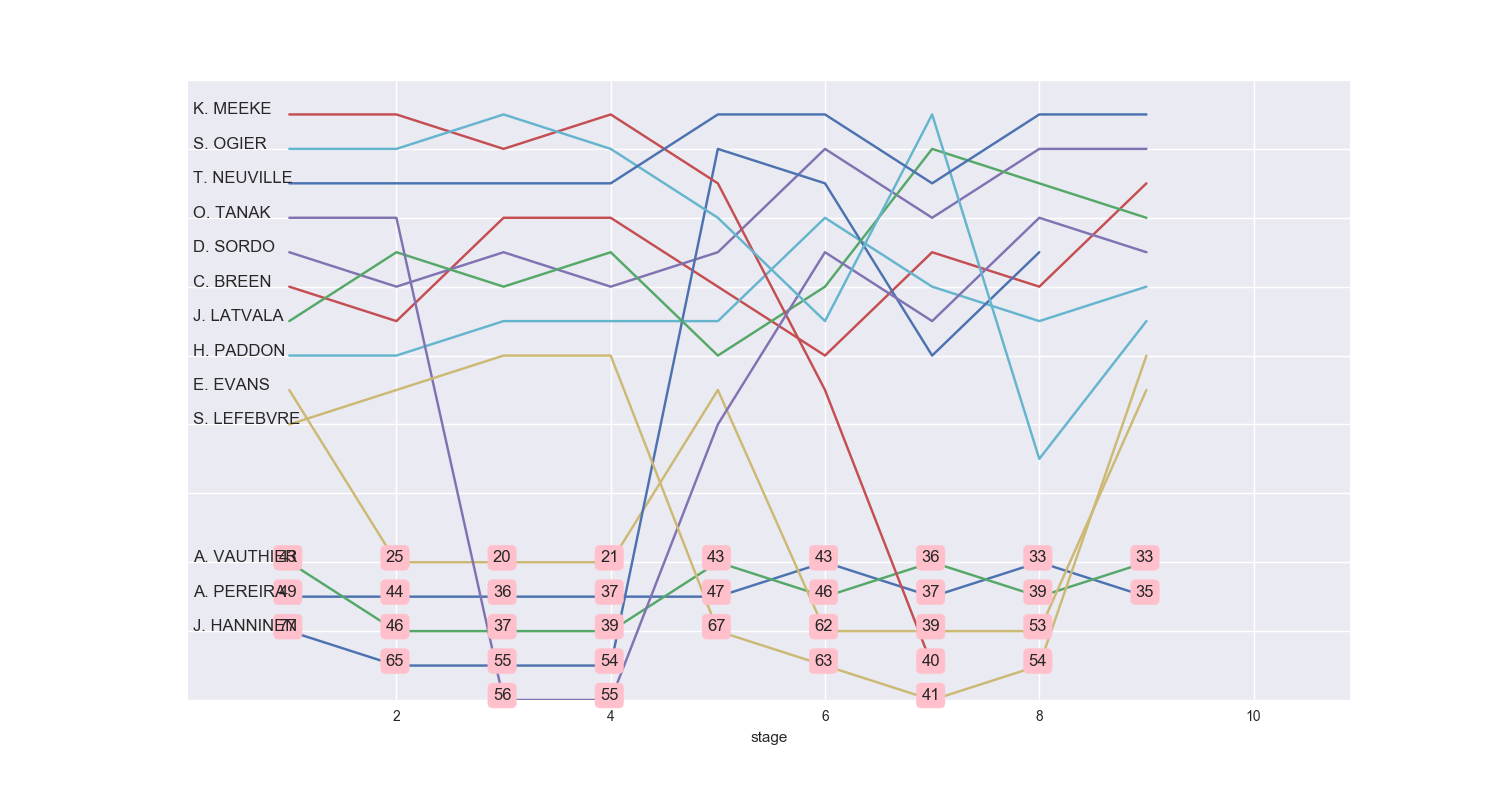 K. MEEKE
S. OGIER
T. NEUVILLE
O. TANAK
D. SORDO
C. BREEN
J. LATVALA
H. PADDON
E. EVANS
S. LEFEBVRE
A. VAUTHIER 43 25 20 21 43 43 36 33 33
A. PEREIRA 49 44 36 37 47 46 37 39 35
J. HANNINEN 46 37 39 67 62 39 53
65 55 54 63 40 54
56 55 41
2 4 6 8 10
stage